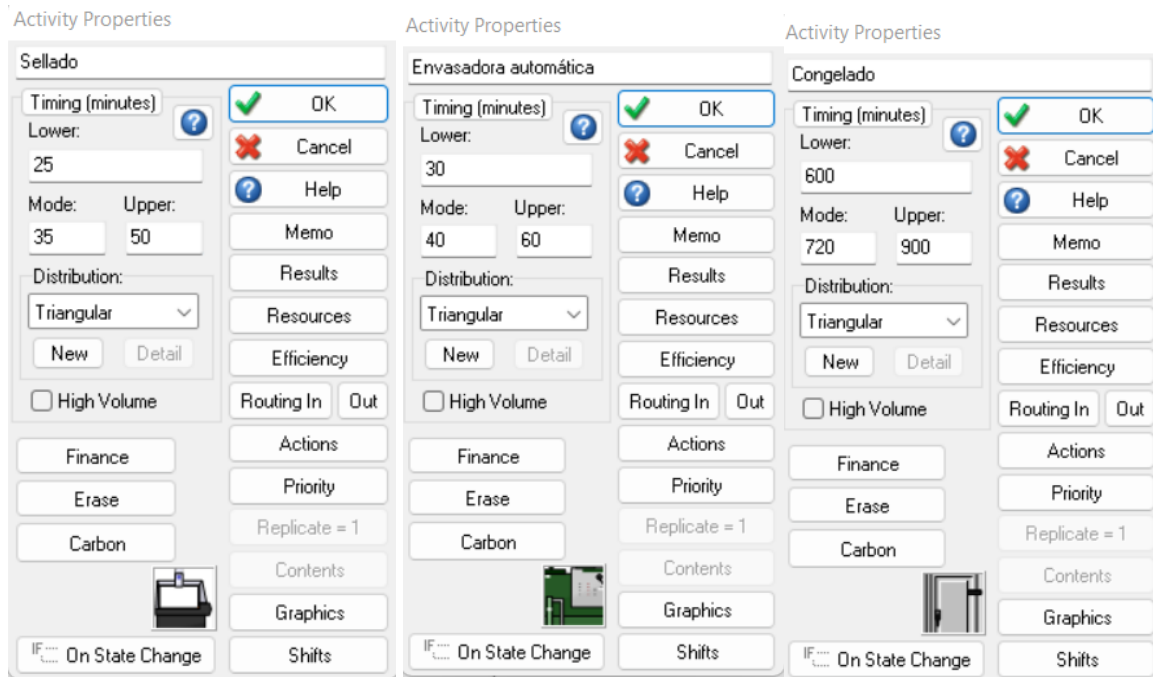 Activity Properties
Sellado
Timing (minutes)
OK
Lower:
25
Cancel
Help
Mode: Upper:
35 50
Memo
Distribution:
Results
Triangular
Resources
New Detail
Efficiency
High Volume
Routing In Out
Actions
Finance
Priority
Erase
Replicate = 1
Carbon
Contents
Graphics
IF On State Change
Shifts
Activity Properties
Envasadora automática
Timing (minutes)
OK
Lower:
30
Cancel
Help
Mode: Upper:
40 60
Memo
Distribution:
Results
Triangular
Resources
New Detail
Efficiency
High Volume
Routing In Out
Actions
Finance
Priority
Erase
Replicate = 1
Carbon
Contents
Graphics
IF On State Change
Shifts
Activity Properties
Congelado
Timing (minutes)
OK
Lower:
600
Cancel
Help
Mode: Upper:
720 900
Memo
Distribution:
Results
Triangular
Resources
New Detail
Efficiency
High Volume
Routing In Out
Actions
Finance
Priority
Erase
Replicate = 1
Carbon
Contents
Graphics
IF On State Change
Shifts